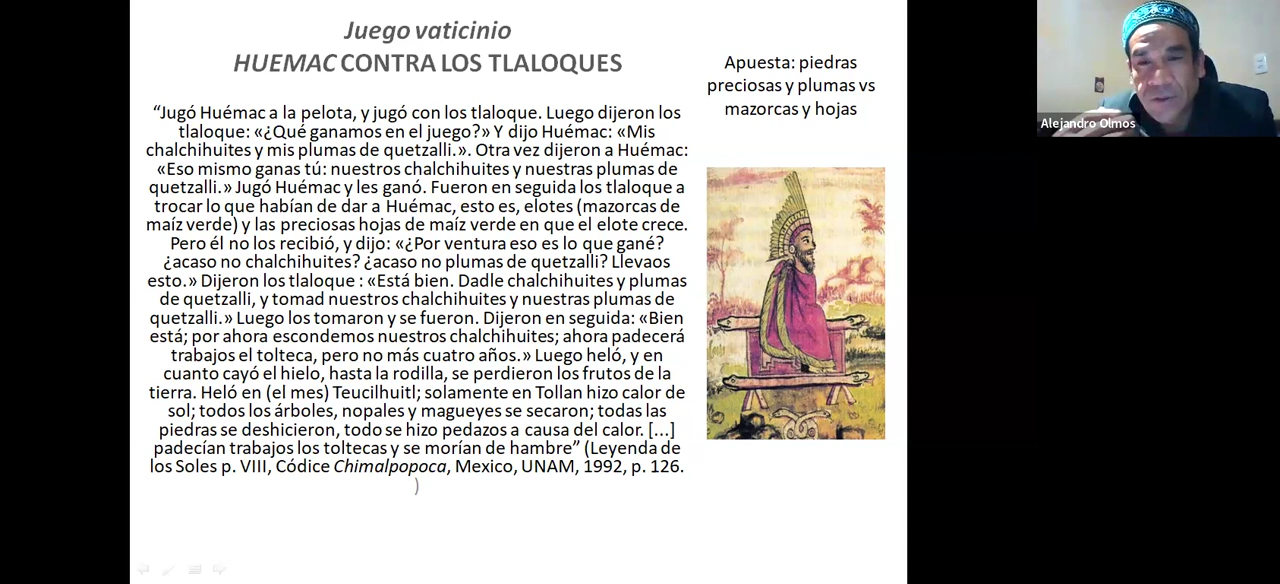 Juego vaticinio
HUEMAC CONTRA LOS TLALOQUES
“Jugó Huémac a la pelota, y jugó con los tlaloque. Luego dijeron los
tlaloque: «¿Qué ganamos en el juego?» Y dijo Huémac: «Mis
chalchihuites y mis plumas de quetzalli.». Otra vez dijeron a Huémac:
«Eso mismo ganas tú: nuestros chalchihuites y nuestras plumas de
quetzalli.» Jugó Huémac y les ganó. Fueron en seguida los tlaloque a
trocar lo que habían de dar a Huémac, esto es, elotes (mazorcas de
maíz verde) y las preciosas hojas de maíz verde en que el elote crece.
Pero él no los recibió, y dijo: «¿Por ventura eso es lo que gané?
¿acaso no chalchihuites? ¿acaso no plumas de quetzalli? Llevaos
esto.» Dijeron los tlaloque : «Está bien. Dadle chalchihuites y plumas
de quetzalli, y tomad nuestros chalchihuites y nuestras plumas de
quetzalli.» Luego los tomaron y se fueron. Dijeron en seguida: «Bien
está; por ahora escondemos nuestros chalchihuites; ahora padecerá
trabajos el tolteca, pero no más cuatro años.» Luego heló, y en
cuanto cayó el hielo, hasta la rodilla, se perdieron los frutos de la
tierra. Heló en (el mes) Teucilhuitl; solamente en Tollan hizo calor de
sol; todos los árboles, nopales y magueyes se secaron; todas las
piedras se deshicieron, todo se hizo pedazos a causa del calor. [...]
padecían trabajos los toltecas y se morían de hambre” (Leyenda de
los Soles p. VIII, Códice Chimalpopoca, Mexico, UNAM, 1992, p. 126.
)
Apuesta: piedras
preciosas y plumas vs
mazorcas y hojas
Alejandro Olmos